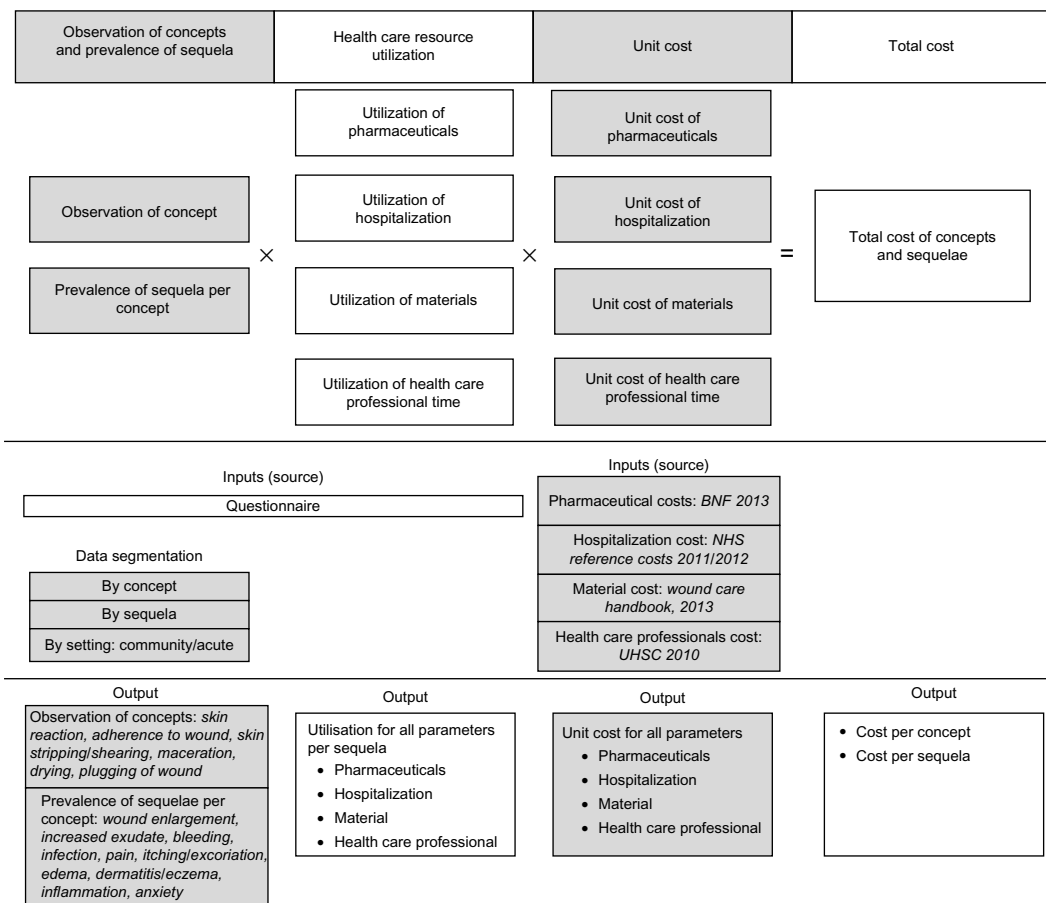 Observation of concepts
and prevalence of sequela
Health care resource
utilization
Unit cost
Total cost
Utilization of
pharmaceuticals
Unit cost of
pharmaceuticals
Observation of concept
Utilization of
hospitalization
Unit cost of
hospitalization
Total cost of concepts
and sequelae
×
×
=
Prevalence of sequela per
concept
Utilization of materials
Unit cost of materials
Utilization of health care
professional time
Unit cost of health care
professional time
Inputs (source)
Questionnaire
Inputs (source)
Pharmaceutical costs: BNF 2013
Hospitalization cost: NHS
reference costs 2011/2012
Material cost: wound care
handbook, 2013
Health care professionals cost:
UHSC 2010
Data segmentation
By concept
By sequela
By setting: community/acute
Output
Observation of concepts: skin
reaction, adherence to wound, skin
stripping/shearing, maceration,
drying, plugging of wound
Prevalence of sequelae per
concept: wound enlargement,
increased exudate, bleeding,
infection, pain, itching/excoriation,
edema, dermatitis/eczema,
inflammation, anxiety
Output
Utilisation for all parameters
per sequela
• Pharmaceuticals
• Hospitalization
• Material
• Health care professional
Output
Unit cost for all parameters
• Pharmaceuticals
• Hospitalization
• Material
• Health care professional
Output
• Cost per concept
• Cost per sequela